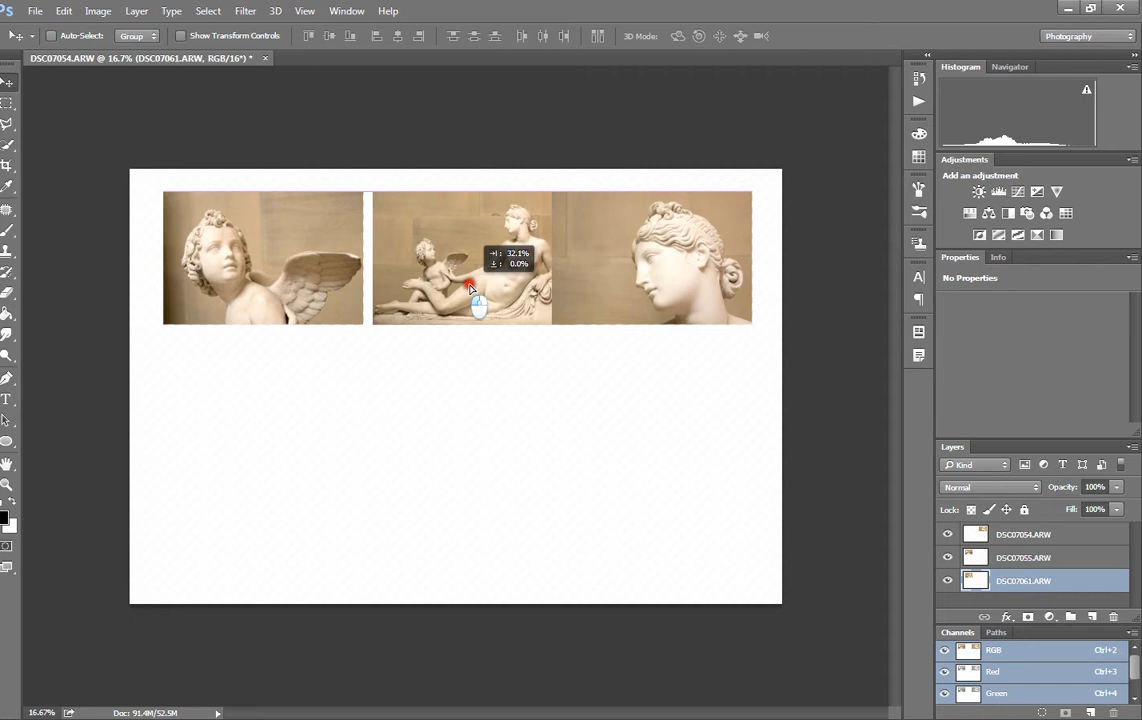 Ps File Edit Image Layer Type Select Filter 3D View Window Help
Auto-Select: Group Show Transform Controls 3D Mode: Photography
DSC07054.ARW @ 16.7% (DSC07061.ARW, RGB/16*) * ×
Histogram Navigator
Adjustments
Add an adjustment
Properties Info
No Properties
→|: 32.1%
: 0.0%
A
T
Layers
Kind T
Normal Opacity: 100%
Lock: Fill: 100%
DSC07054.ARW
DSC07055.ARW
DSC07061.ARW
fx
Channels Paths
RGB Ctrl+2
Red Ctrl+3
Green Ctrl+4
16.67% Doc: 91.4M/52.5M